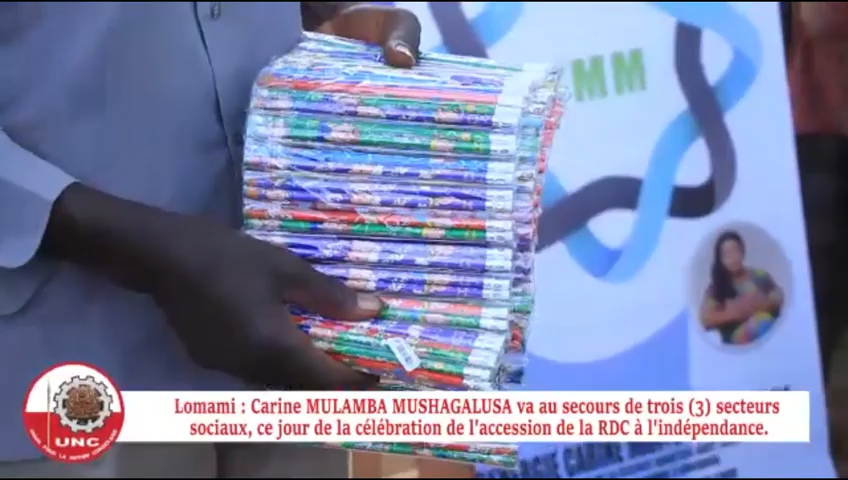 MM
Lomami : Carine MULAMBA MUSHAGALUSA va au secours de trois (3) secteurs
sociaux, ce jour de la célébration de l'accession de la RDC à l'indépendance.
UNC
CARINE